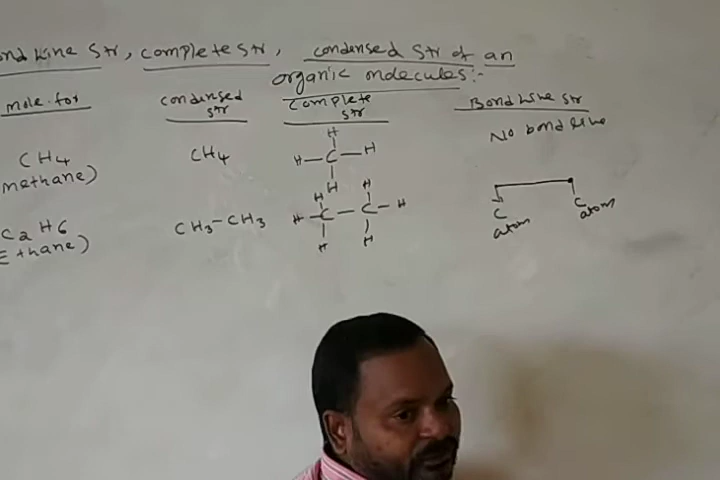 ond Line Str, complete str, condensed str of an
organic molecules:-
mole.for
condensed
str
complete
str
Bond Line str
CH4
(methane)
CH4
H
H-C-H
H
No bond line
C2H6
(Ethane)
CH3-CH3
H H
H-C-C-H
H H
C
atom
C
atom